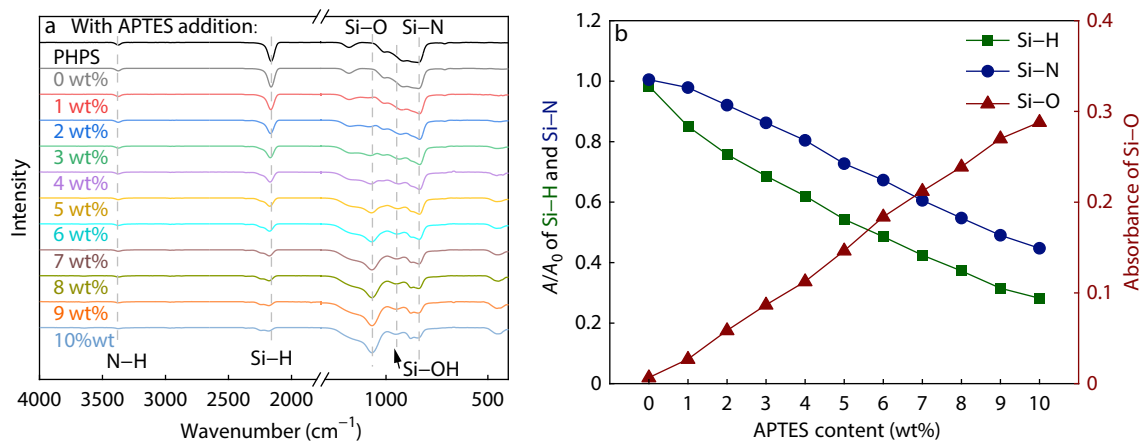 a With APTES addition: Si–O Si–N
PHPS
0 wt%
1 wt%
2 wt%
3 wt%
4 wt%
5 wt%
6 wt%
7 wt%
8 wt%
9 wt%
10%wt
N–H Si–H Si–OH
Intensity
4000 3500 3000 2500 2000 1000 500
Wavenumber (cm⁻¹)
b
Si–H
Si–N
Si–O
1.2
1.0
0.8
0.6
0.4
0.2
0
A/A₀ of Si–H and Si–N
0.4
0.3
0.2
0.1
0
Absorbance of Si–O
0 1 2 3 4 5 6 7 8 9 10
APTES content (wt%)